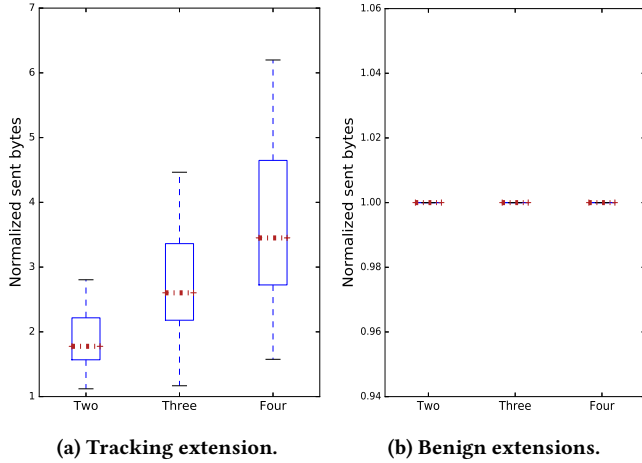 7
6
5
4
3
2
1
Normalized sent bytes
Two Three Four
(a) Tracking extension.
1.06
1.04
1.02
1.00
0.98
0.96
0.94
Normalized sent bytes
Two Three Four
(b) Benign extensions.